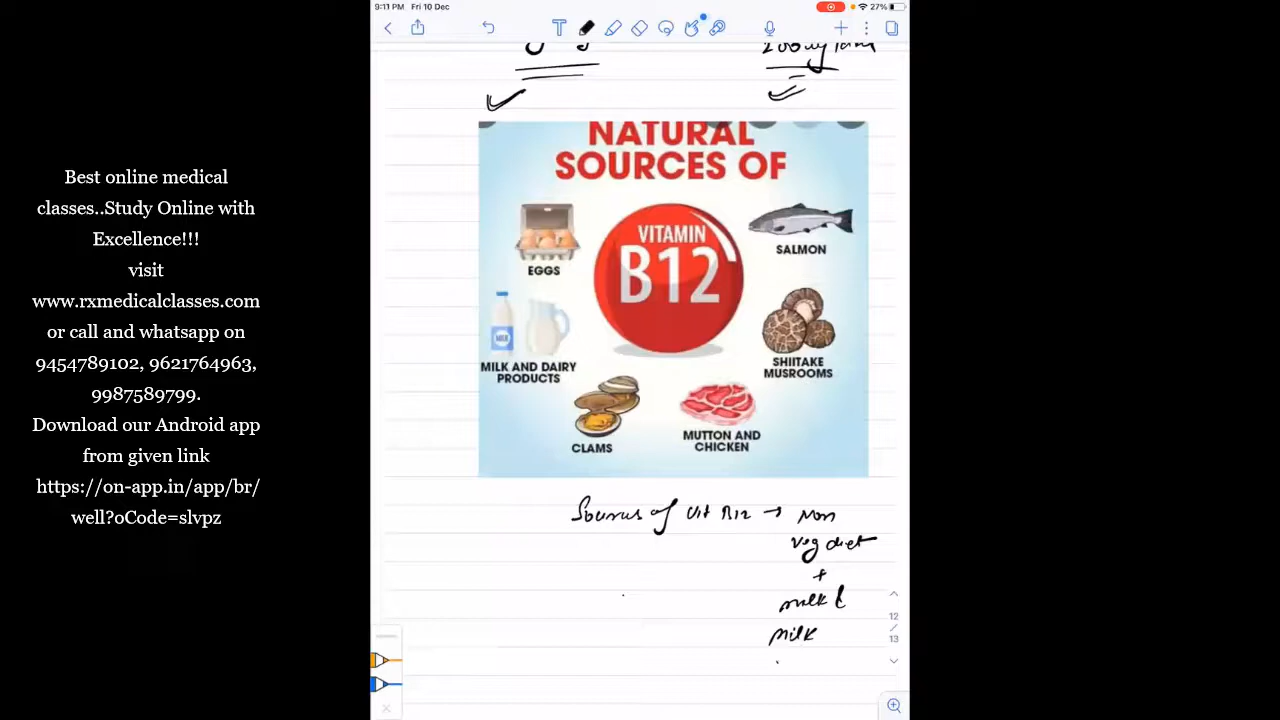 9:11 PM Fri 10 Dec
27%
Best online medical
classes..Study Online with
Excellence!!!
visit
www.rxmedicalclasses.com
or call and whatsapp on
9454789102, 9621764963,
9987589799.
Download our Android app
from given link
https://on-app.in/app/br/
well?oCode=slvpz
NATURAL
SOURCES OF
VITAMIN
B12
EGGS
SALMON
MILK
MILK AND DAIRY
PRODUCTS
SHIITAKE
MUSROOMS
CLAMS
MUTTON AND
CHICKEN
Sources of Vit B12 → Non
Veg diet
+
milk &
milk
12
13